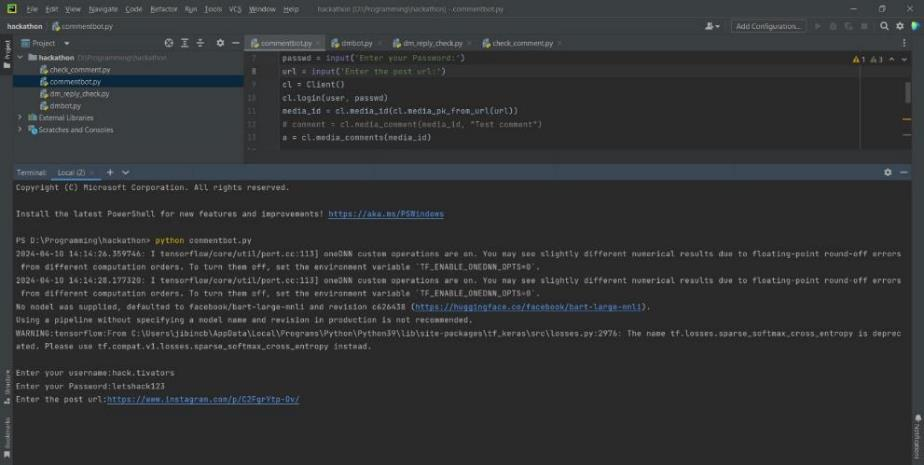 File Edit View Navigate Code Refactor Run Tools VCS Window Help hackathon (D:\Programming\hackathon) - commentbot.py
hackathon commentbot.py Add Configuration...
Project commentbot.py dmbot.py dm_reply_check.py check_comment.py
hackathon D:\Programming\hackathon
check_comment.py
commentbot.py
dm_reply_check.py
dmbot.py
External Libraries
Scratches and Consoles
7 passwd = input('Enter your Password:')
8 url = input('Enter the post url:')
9 cl = Client()
10 cl.login(user, passwd)
11 media_id = cl.media_id(cl.media_pk_from_url(url))
12 # comment = cl.media_comment(media_id, "Test comment")
13 a = cl.media_comments(media_id)
1 3
Terminal: Local (2) +
Copyright (C) Microsoft Corporation. All rights reserved.
Install the latest PowerShell for new features and improvements! https://aka.ms/PSWindows
PS D:\Programming\hackathon> python commentbot.py
2024-04-10 14:14:26.359746: I tensorflow/core/util/port.cc:113] oneDNN custom operations are on. You may see slightly different numerical results due to floating-point round-off errors
from different computation orders. To turn them off, set the environment variable `TF_ENABLE_ONEDNN_OPTS=0`.
2024-04-10 14:14:28.177320: I tensorflow/core/util/port.cc:113] oneDNN custom operations are on. You may see slightly different numerical results due to floating-point round-off errors
from different computation orders. To turn them off, set the environment variable `TF_ENABLE_ONEDNN_OPTS=0`.
No model was supplied, defaulted to facebook/bart-large-mnli and revision c626438 (https://huggingface.co/facebook/bart-large-mnli).
Using a pipeline without specifying a model name and revision in production is not recommended.
WARNING:tensorflow:From C:\Users\jibincb\AppData\Local\Programs\Python\Python39\lib\site-packages\tf_keras\src\losses.py:2976: The name tf.losses.sparse_softmax_cross_entropy is deprec
ated. Please use tf.compat.v1.losses.sparse_softmax_cross_entropy instead.
Enter your username:hack.tivators
Enter your Password:letshack123
Enter the post url:https://www.instagram.com/p/C2FgrYtp-Ov/
Project
Structure
Bookmarks
Notifications